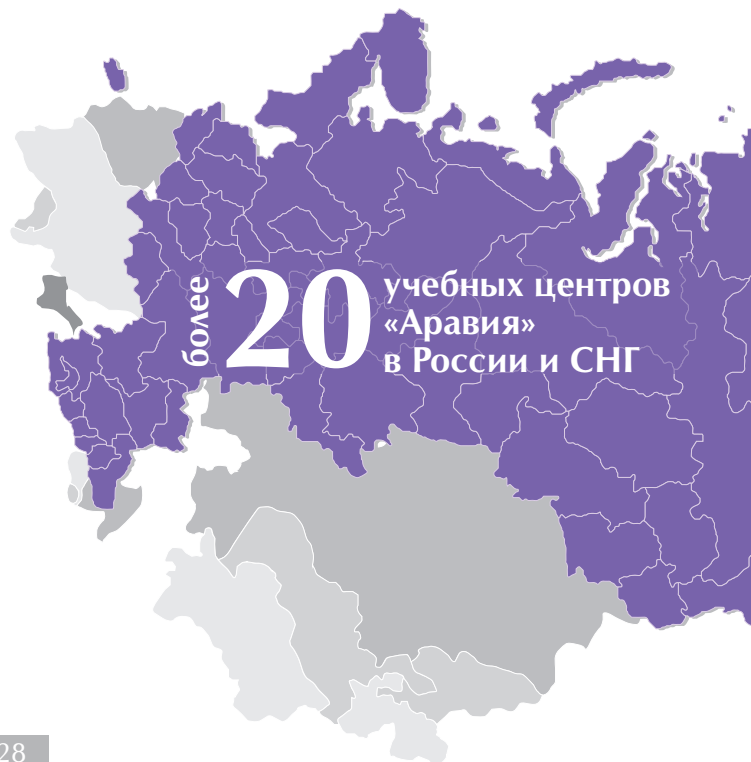 более
20
учебных центров
«Аравия»
в России и СНГ
28